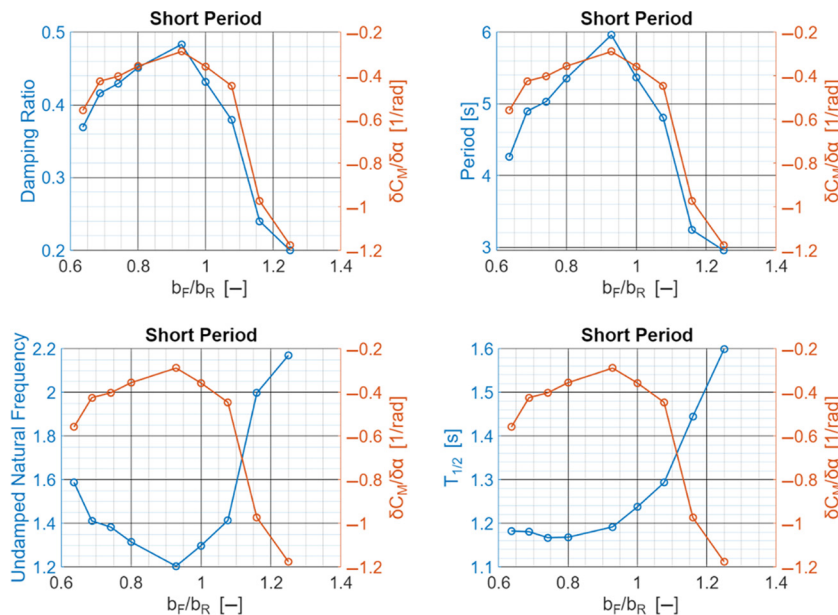 Short Period
0.5
0.4
0.3
0.2
Damping Ratio
−0.2
−0.4
−0.6
−0.8
−1
−1.2
δC_M/δα [1/rad]
0.6 0.8 1 1.2 1.4
b_F/b_R [−]
Short Period
6
5
4
3
Period [s]
−0.2
−0.4
−0.6
−0.8
−1
−1.2
δC_M/δα [1/rad]
0.6 0.8 1 1.2 1.4
b_F/b_R [−]
Short Period
2.2
2
1.8
1.6
1.4
1.2
Undamped Natural Frequency
−0.2
−0.4
−0.6
−0.8
−1
−1.2
δC_M/δα [1/rad]
0.6 0.8 1 1.2 1.4
b_F/b_R [−]
Short Period
1.6
1.5
1.4
1.3
1.2
1.1
T_1/2 [s]
−0.2
−0.4
−0.6
−0.8
−1
−1.2
δC_M/δα [1/rad]
0.6 0.8 1 1.2 1.4
b_F/b_R [−]